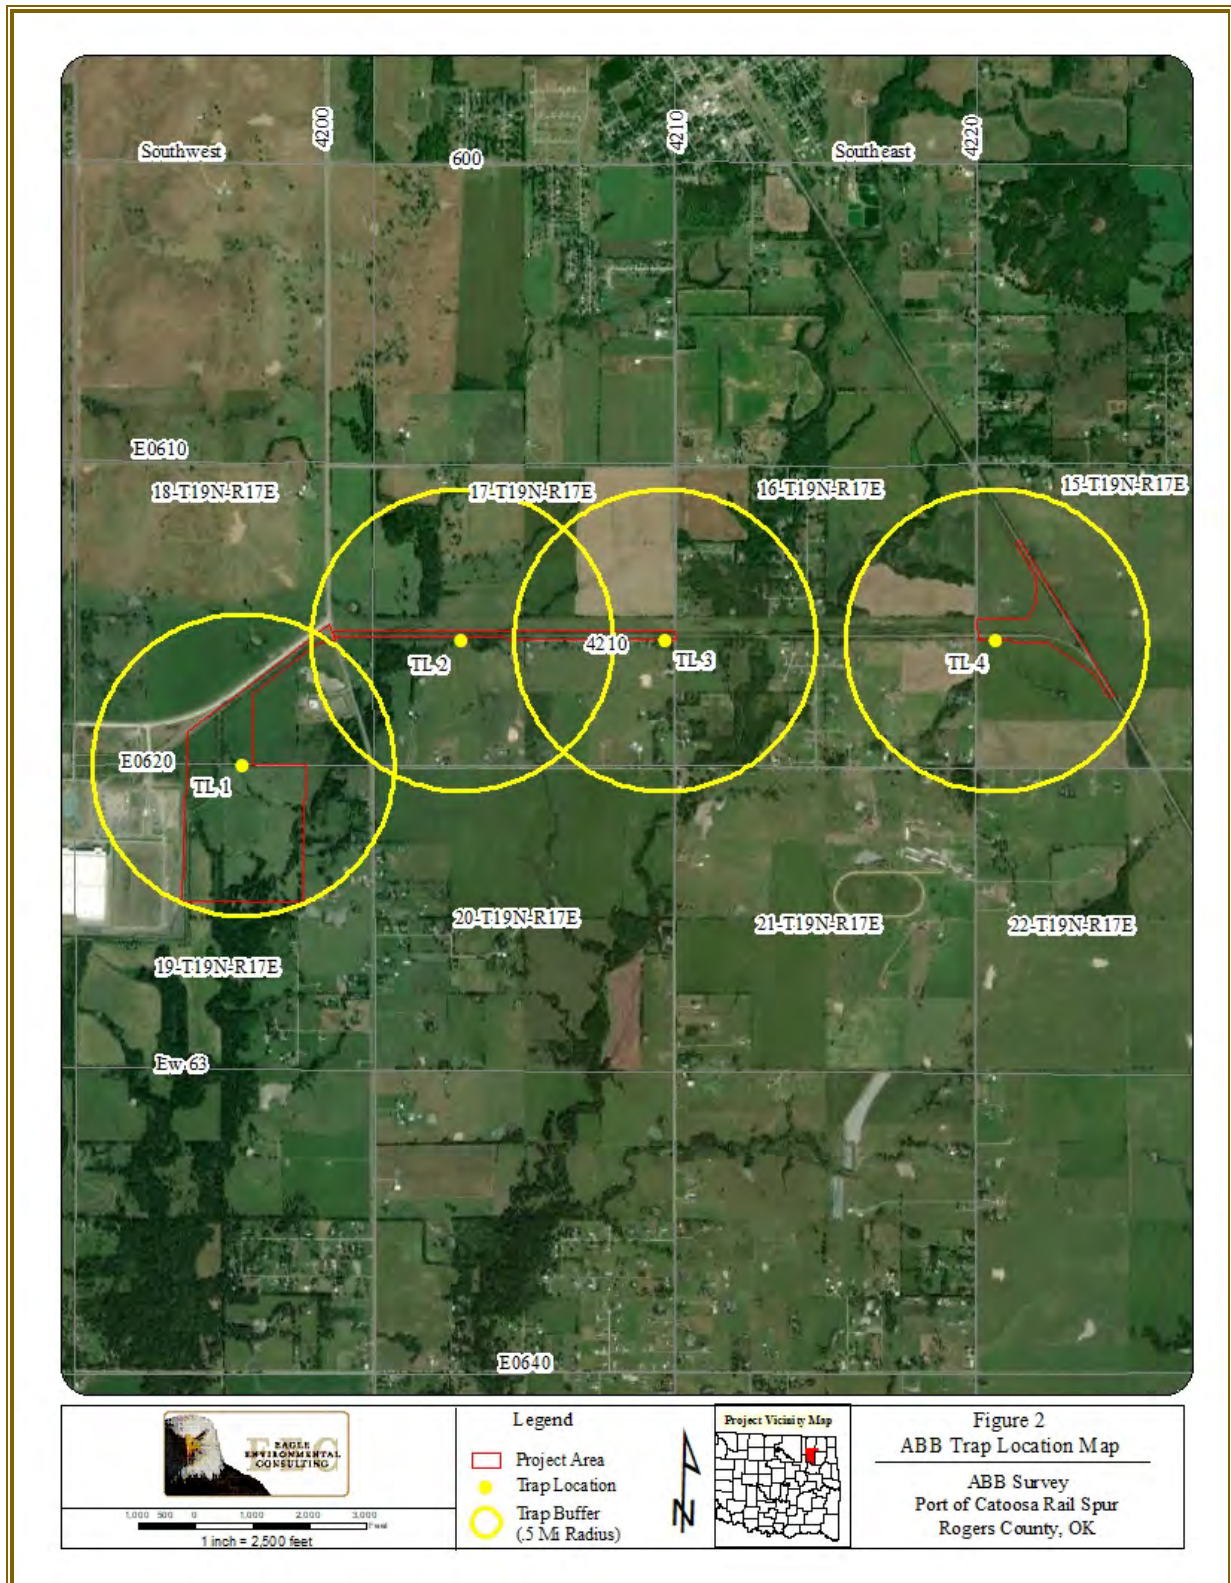 4200
4210
4220
Southwest
600
Southeast
E0610
18-T19N-R17E
17-T19N-R17E
16-T19N-R17E
15-T19N-R17E
4210
TL-2
TL-3
TL-4
E0620
TL-1
20-T19N-R17E
21-T19N-R17E
22-T19N-R17E
19-T19N-R17E
Ew 63
E0640
EEC
EAGLE
ENVIRONMENTAL
CONSULTING
1,000 500 0 1,000 2,000 3,000
Feet
1 inch = 2,500 feet
Legend
Project Area
Trap Location
Trap Buffer
(.5 Mi Radius)
N
Project Vicinity Map
Figure 2
ABB Trap Location Map
ABB Survey
Port of Catoosa Rail Spur
Rogers County, OK